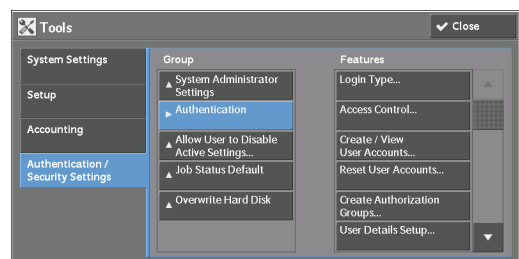 Tools
Close
System Settings
Setup
Accounting
Authentication /
Security Settings
Group
System Administrator
Settings
Authentication
Allow User to Disable
Active Settings...
Job Status Default
Overwrite Hard Disk
Features
Login Type...
Access Control...
Create / View
User Accounts...
Reset User Accounts...
Create Authorization
Groups...
User Details Setup...